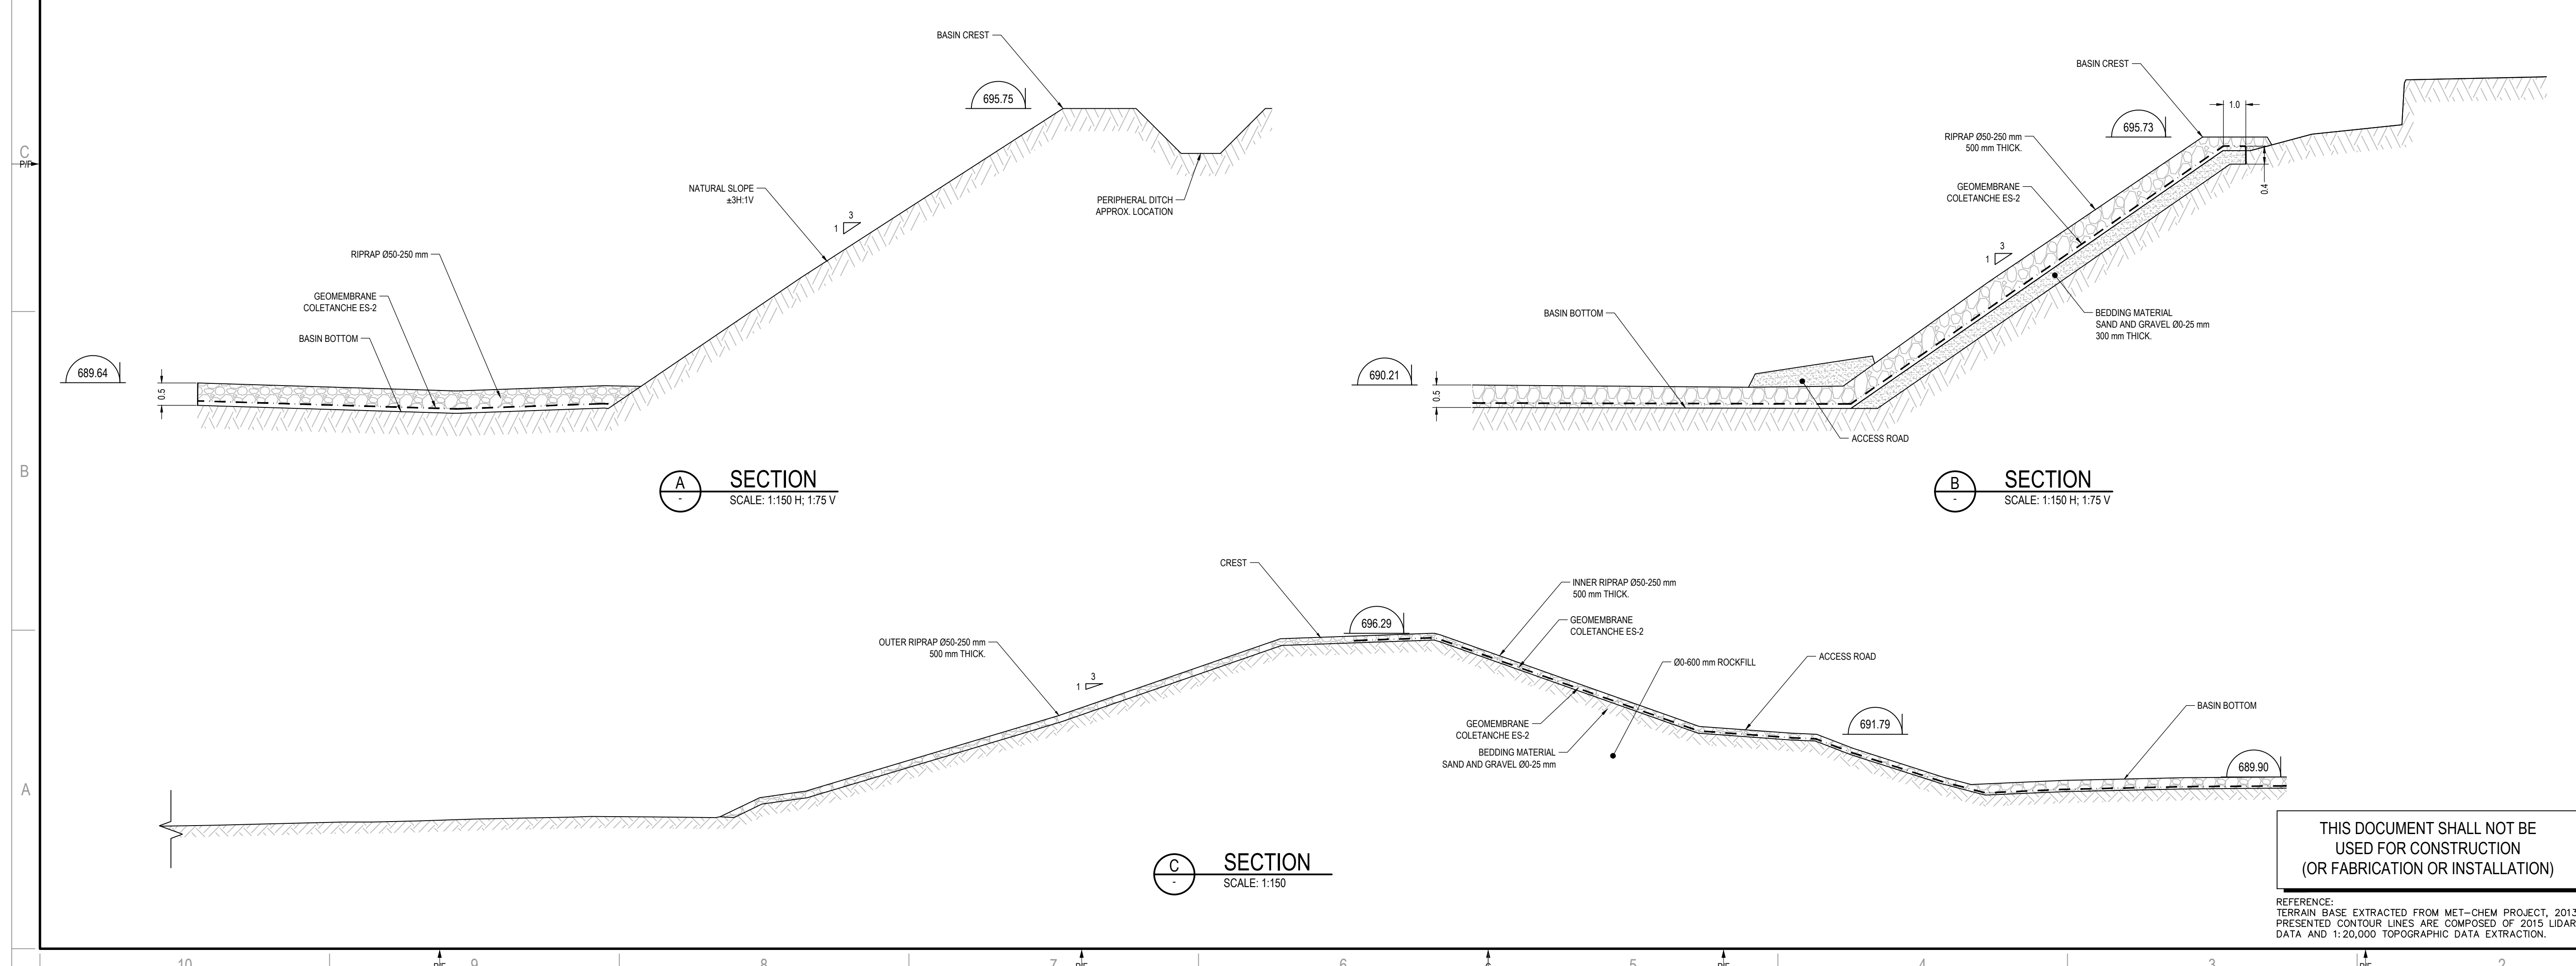 BASIN CREST
695.75
NATURAL SLOPE
±3H:1V
3
1
PERIPHERAL DITCH
APPROX. LOCATION
RIPRAP Ø50-250 mm
GEOMEMBRANE
COLETANCHE ES-2
BASIN BOTTOM
689.64
0.5
A
-
SECTION
SCALE: 1:150 H; 1:75 V
BASIN CREST
1.0
695.73
RIPRAP Ø50-250 mm
500 mm THICK.
GEOMEMBRANE
COLETANCHE ES-2
0.4
3
1
BEDDING MATERIAL
SAND AND GRAVEL Ø0-25 mm
300 mm THICK.
BASIN BOTTOM
690.21
0.5
ACCESS ROAD
B
-
SECTION
SCALE: 1:150 H; 1:75 V
CREST
INNER RIPRAP Ø50-250 mm
500 mm THICK.
696.29
GEOMEMBRANE
COLETANCHE ES-2
OUTER RIPRAP Ø50-250 mm
500 mm THICK.
Ø0-600 mm ROCKFILL
ACCESS ROAD
3
1
GEOMEMBRANE
COLETANCHE ES-2
BEDDING MATERIAL
SAND AND GRAVEL Ø0-25 mm
691.79
BASIN BOTTOM
689.90
C
-
SECTION
SCALE: 1:150
THIS DOCUMENT SHALL NOT BE
USED FOR CONSTRUCTION
(OR FABRICATION OR INSTALLATION)
REFERENCE:
TERRAIN BASE EXTRACTED FROM MET-CHEM PROJECT, 2013
PRESENTED CONTOUR LINES ARE COMPOSED OF 2015 LIDAR
DATA AND 1:20,000 TOPOGRAPHIC DATA EXTRACTION.
C
B
A
10
9
8
7
6
5
4
3
2